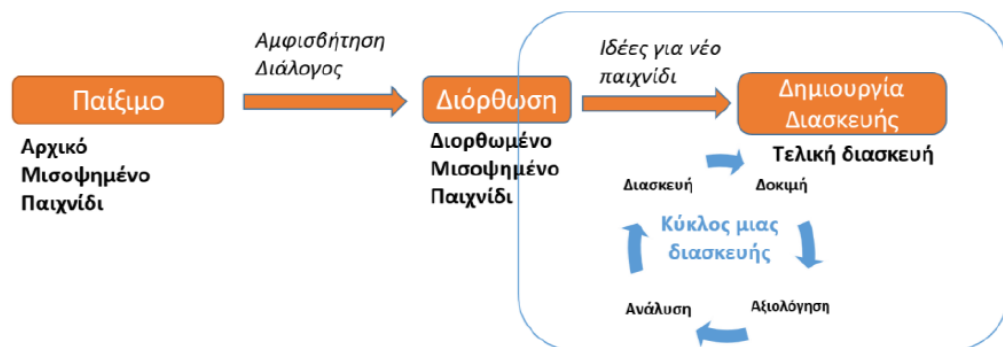 Αμφισβήτηση
Διάλογος
Ιδέες για νέο
παιχνίδι
Παίξιμο
Διόρθωση
Δημιουργία
Διασκευής
Αρχικό
Μισοψημένο
Παιχνίδι
Διορθωμένο
Μισοψημένο
Παιχνίδι
Τελική διασκευή
Διασκευή
Δοκιμή
Κύκλος μιας
διασκευής
Ανάλυση
Αξιολόγηση